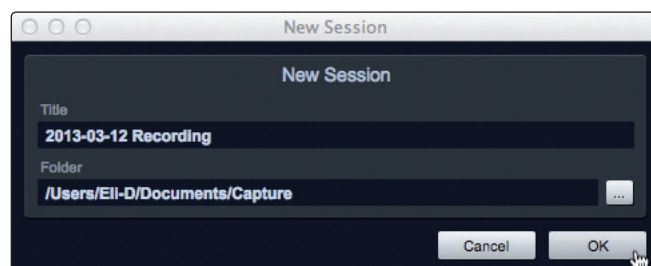 New Session
New Session
Title
2013-03-12 Recording
Folder
/Users/Eli-D/Documents/Capture
...
Cancel OK